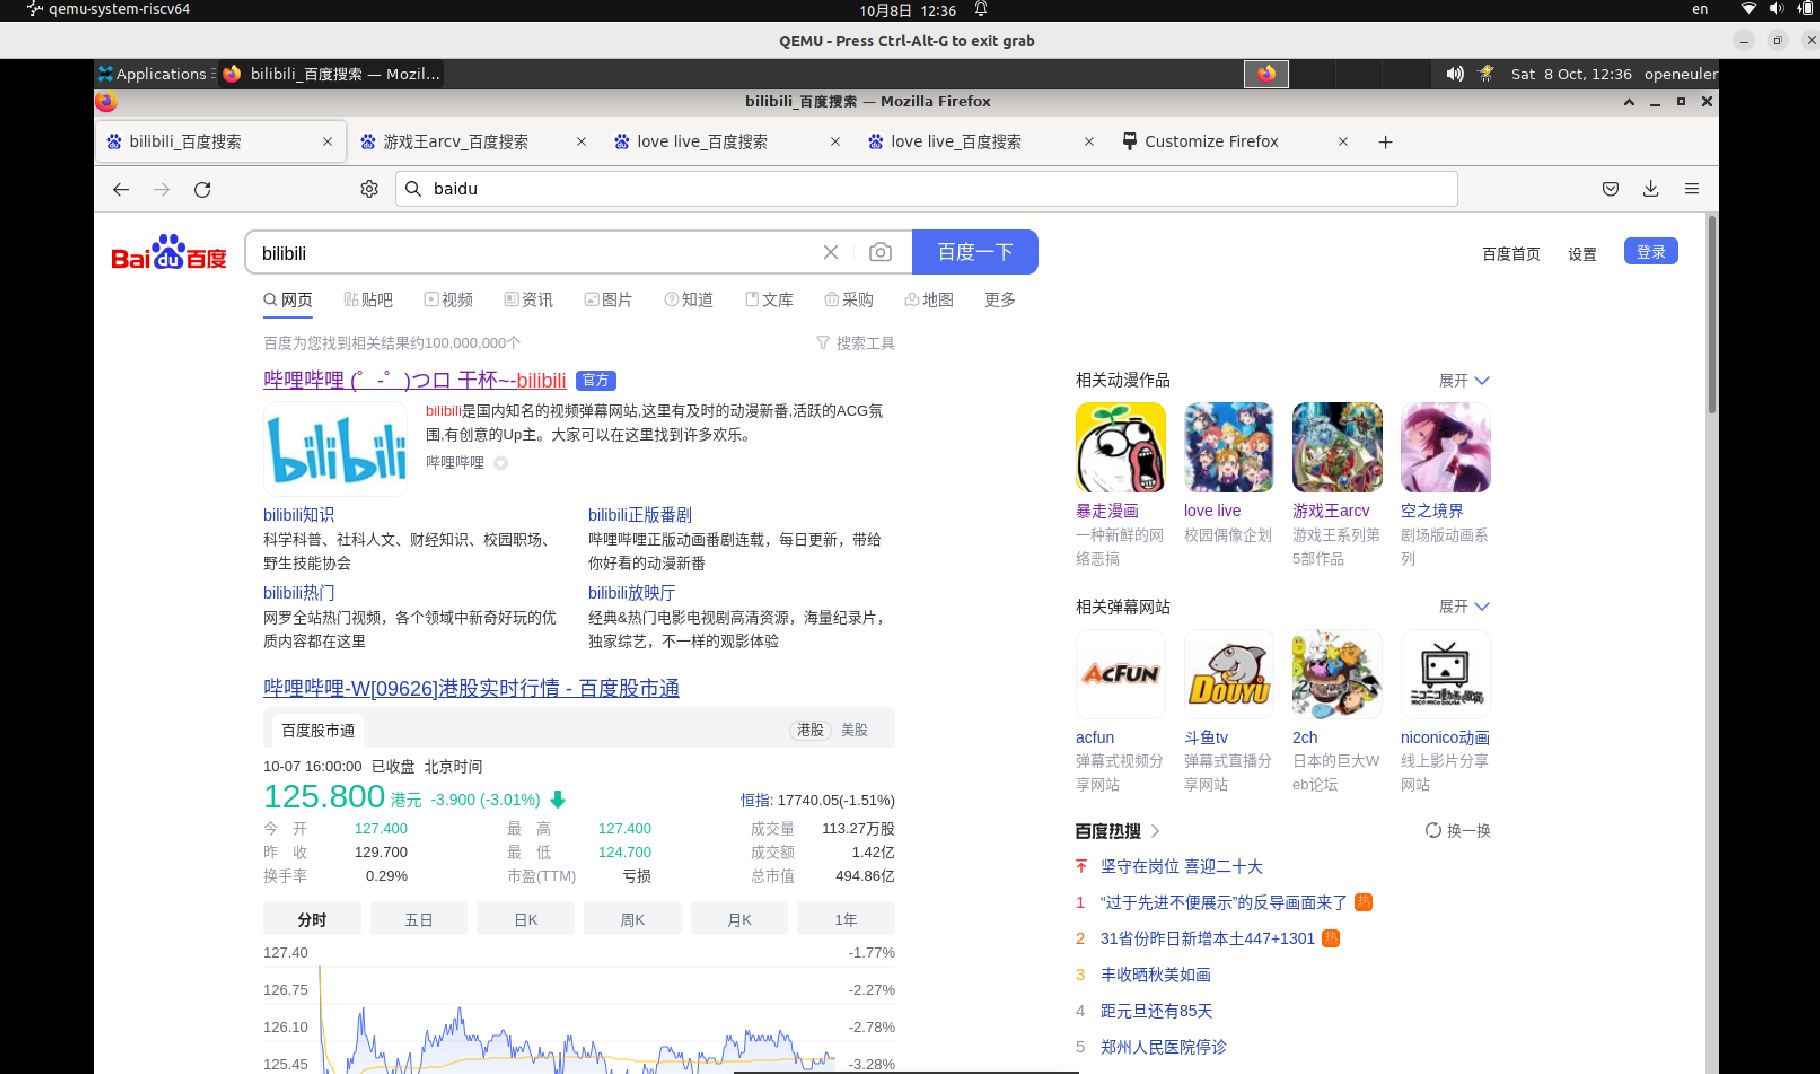 qemu-system-riscv64
10月8日 12:36
en
QEMU - Press Ctrl-Alt-G to exit grab
Applications
bilibili_百度搜索 — Mozil...
Sat 8 Oct, 12:36
openeuler
bilibili_百度搜索 — Mozilla Firefox
bilibili_百度搜索
游戏王arcv_百度搜索
love live_百度搜索
love live_百度搜索
Customize Firefox
baidu
Bai du 百度
bilibili
百度一下
百度首页
设置
登录
网页
贴吧
视频
资讯
图片
知道
文库
采购
地图
更多
百度为您找到相关结果约100,000,000个
搜索工具
哔哩哔哩 (゜-゜)つロ 干杯~-bilibili
官方
bilibili
bilibili是国内知名的视频弹幕网站,这里有及时的动漫新番,活跃的ACG氛
围,有创意的Up主。大家可以在这里找到许多欢乐。
哔哩哔哩
bilibili知识
科学科普、社科人文、财经知识、校园职场、
野生技能协会
bilibili正版番剧
哔哩哔哩正版动画番剧连载，每日更新，带给
你好看的动漫新番
bilibili热门
网罗全站热门视频，各个领域中新奇好玩的优
质内容都在这里
bilibili放映厅
经典&热门电影电视剧高清资源，海量纪录片，
独家综艺，不一样的观影体验
哔哩哔哩-W[09626]港股实时行情 - 百度股市通
百度股市通
港股
美股
10-07 16:00:00 已收盘 北京时间
125.800 港元 -3.900 (-3.01%)
恒指: 17740.05(-1.51%)
今 开 127.400
最 高 127.400
成交量 113.27万股
昨 收 129.700
最 低 124.700
成交额 1.42亿
换手率 0.29%
市盈(TTM) 亏损
总市值 494.86亿
分时
五日
日K
周K
月K
1年
127.40 -1.77%
126.75 -2.27%
126.10 -2.78%
125.45 -3.28%
相关动漫作品
展开
暴走漫画
一种新鲜的网
络恶搞
love live
校园偶像企划
游戏王arcv
游戏王系列第
5部作品
空之境界
剧场版动画系
列
相关弹幕网站
展开
ACFUN
DOUYU
acfun
弹幕式视频分
享网站
斗鱼tv
弹幕式直播分
享网站
2ch
日本的巨大W
eb论坛
niconico动画
线上影片分享
网站
百度热搜
换一换
坚守在岗位 喜迎二十大
1 “过于先进不便展示”的反导画面来了 热
2 31省份昨日新增本土447+1301 热
3 丰收晒秋美如画
4 距元旦还有85天
5 郑州人民医院停诊